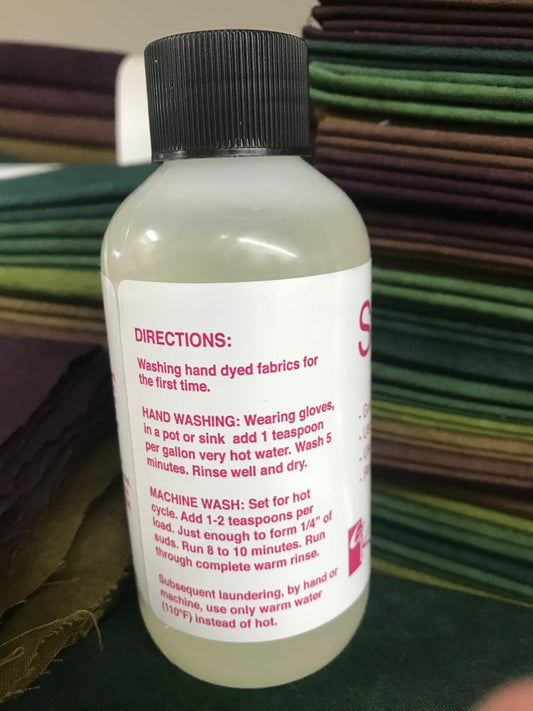 DIRECTIONS:
Washing hand dyed fabrics for
the first time.
HAND WASHING: Wearing gloves,
in a pot or sink add 1 teaspoon
per gallon very hot water. Wash 5
minutes. Rinse well and dry.
MACHINE WASH: Set for hot
cycle. Add 1-2 teaspoons per
load. Just enough to form 1/4" of
suds. Run 8 to 10 minutes. Run
through complete warm rinse.
Subsequent laundering, by hand or
machine, use only warm water
(110ºF) instead of hot.